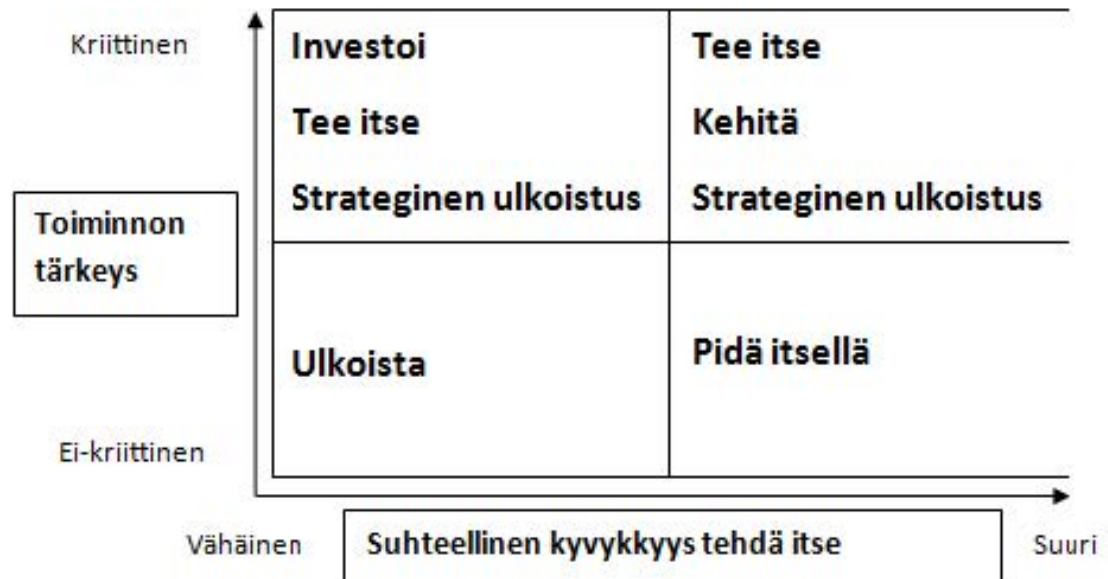 Kriittinen
Investoi
Tee itse
Tee itse
Kehitä
Strateginen ulkoistus
Strateginen ulkoistus
Toiminnon
tärkeys
Ulkoista
Pidä itsellä
Ei-kriittinen
Vähäinen
Suhteellinen kyvykkyys tehdä itse
Suuri